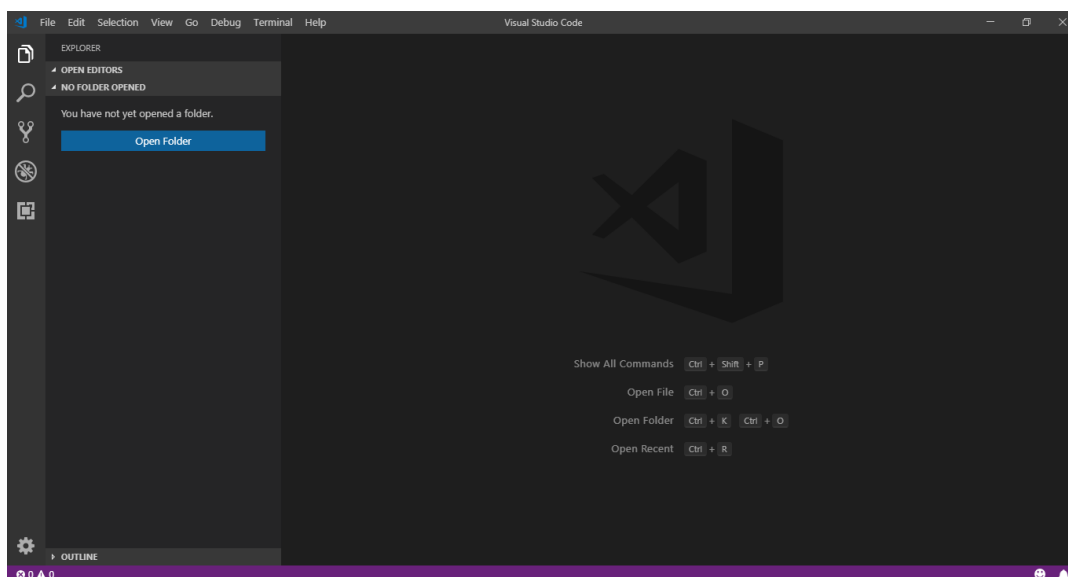 File Edit Selection View Go Debug Terminal Help Visual Studio Code
EXPLORER
OPEN EDITORS
NO FOLDER OPENED
You have not yet opened a folder.
Open Folder
Show All Commands Ctrl + Shift + P
Open File Ctrl + O
Open Folder Ctrl + K Ctrl + O
Open Recent Ctrl + R
OUTLINE
0 0